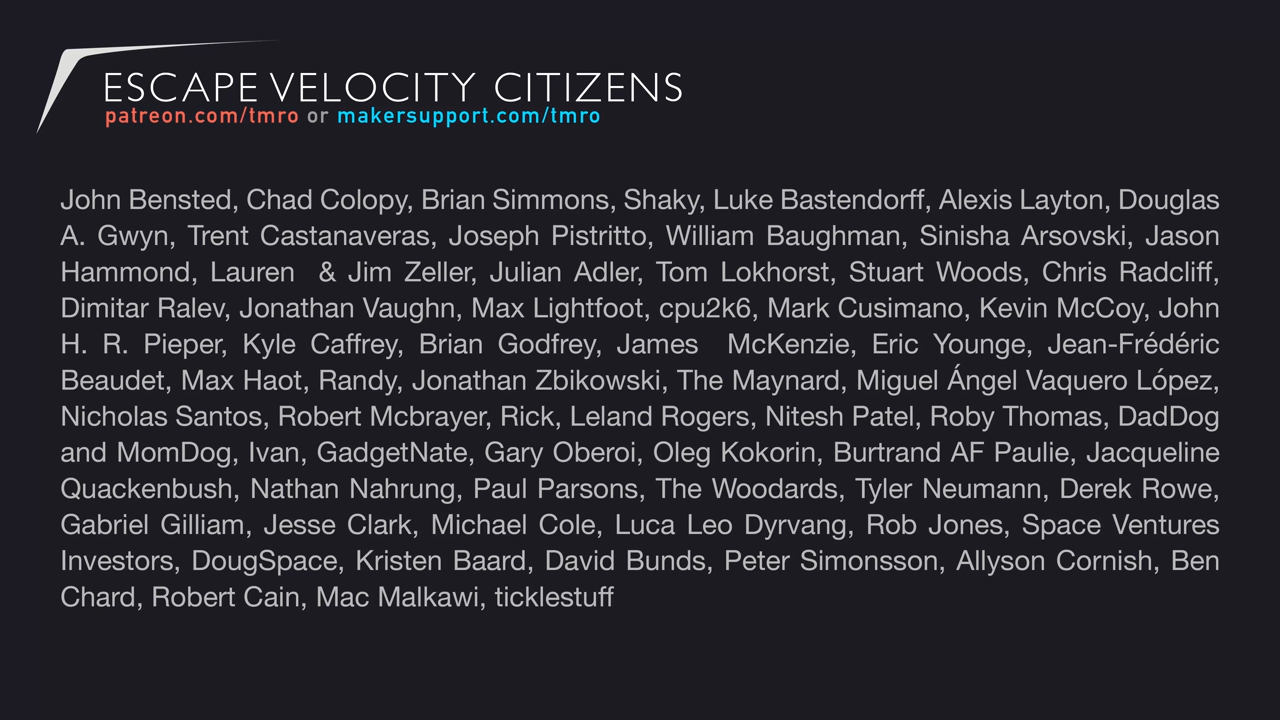 ESCAPE VELOCITY CITIZENS
patreon.com/tmro or makersupport.com/tmro
John Bensted, Chad Colopy, Brian Simmons, Shaky, Luke Bastendorff, Alexis Layton, Douglas
A. Gwyn, Trent Castanaveras, Joseph Pistritto, William Baughman, Sinisha Arsovski, Jason
Hammond, Lauren & Jim Zeller, Julian Adler, Tom Lokhorst, Stuart Woods, Chris Radcliff,
Dimitar Ralev, Jonathan Vaughn, Max Lightfoot, cpu2k6, Mark Cusimano, Kevin McCoy, John
H. R. Pieper, Kyle Caffrey, Brian Godfrey, James McKenzie, Eric Younge, Jean-Frédéric
Beaudet, Max Haot, Randy, Jonathan Zbikowski, The Maynard, Miguel Ángel Vaquero López,
Nicholas Santos, Robert Mcbrayer, Rick, Leland Rogers, Nitesh Patel, Roby Thomas, DadDog
and MomDog, Ivan, GadgetNate, Gary Oberoi, Oleg Kokorin, Burtrand AF Paulie, Jacqueline
Quackenbush, Nathan Nahrung, Paul Parsons, The Woodards, Tyler Neumann, Derek Rowe,
Gabriel Gilliam, Jesse Clark, Michael Cole, Luca Leo Dyrvang, Rob Jones, Space Ventures
Investors, DougSpace, Kristen Baard, David Bunds, Peter Simonsson, Allyson Cornish, Ben
Chard, Robert Cain, Mac Malkawi, ticklestuff